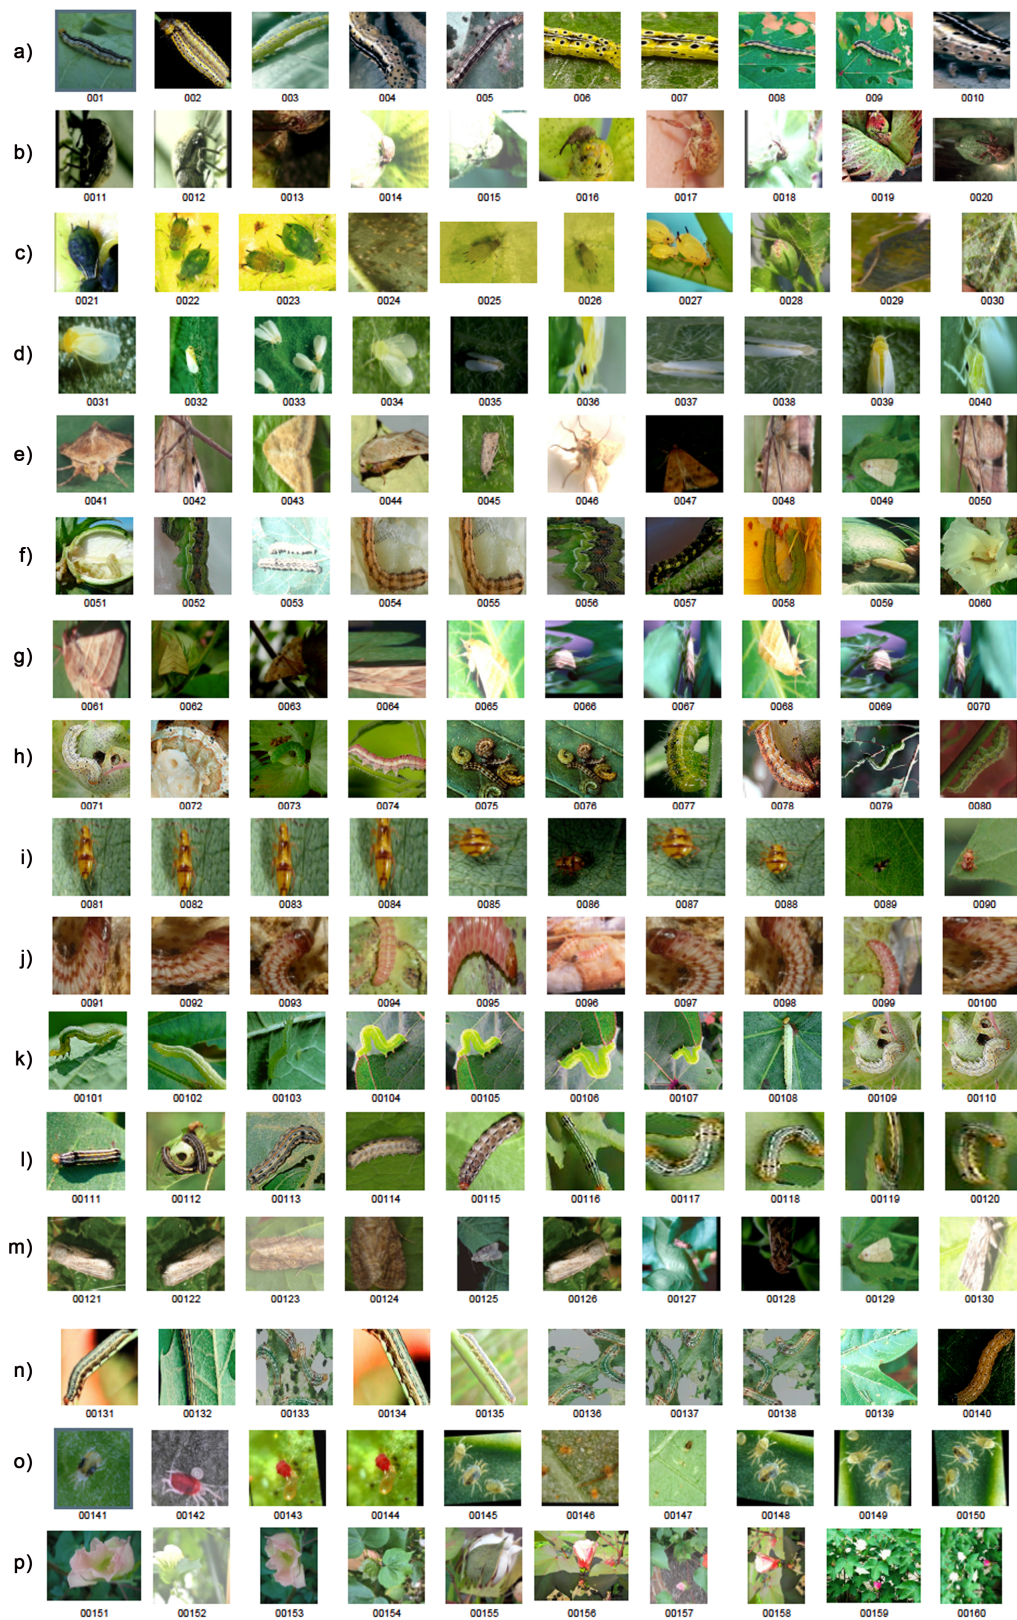 a)
001 002 003 004 005 006 007 008 009 0010
b)
0011 0012 0013 0014 0015 0016 0017 0018 0019 0020
c)
0021 0022 0023 0024 0025 0026 0027 0028 0029 0030
d)
0031 0032 0033 0034 0035 0036 0037 0038 0039 0040
e)
0041 0042 0043 0044 0045 0046 0047 0048 0049 0050
f)
0051 0052 0053 0054 0055 0056 0057 0058 0059 0060
g)
0061 0062 0063 0064 0065 0066 0067 0068 0069 0070
h)
0071 0072 0073 0074 0075 0076 0077 0078 0079 0080
i)
0081 0082 0083 0084 0085 0086 0087 0088 0089 0090
j)
0091 0092 0093 0094 0095 0096 0097 0098 0099 00100
k)
00101 00102 00103 00104 00105 00106 00107 00108 00109 00110
l)
00111 00112 00113 00114 00115 00116 00117 00118 00119 00120
m)
00121 00122 00123 00124 00125 00126 00127 00128 00129 00130
n)
00131 00132 00133 00134 00135 00136 00137 00138 00139 00140
o)
00141 00142 00143 00144 00145 00146 00147 00148 00149 00150
p)
00151 00152 00153 00154 00155 00156 00157 00158 00159 00160